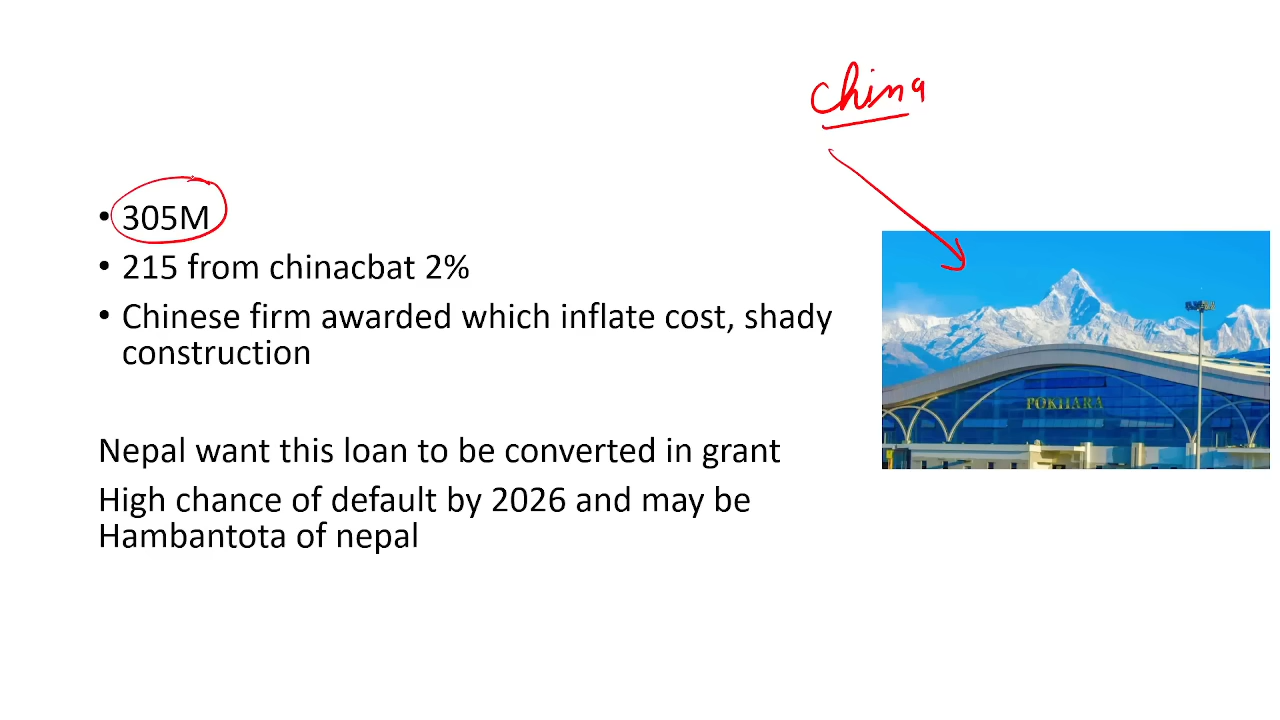 china
• 305M
• 215 from chinacbat 2%
• Chinese firm awarded which inflate cost, shady
construction
POKHARA
Nepal want this loan to be converted in grant
High chance of default by 2026 and may be
Hambantota of nepal